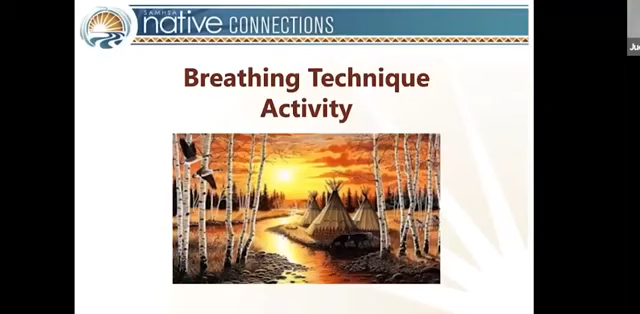 SAMHSA
native CONNECTIONS
Breathing Technique
Activity